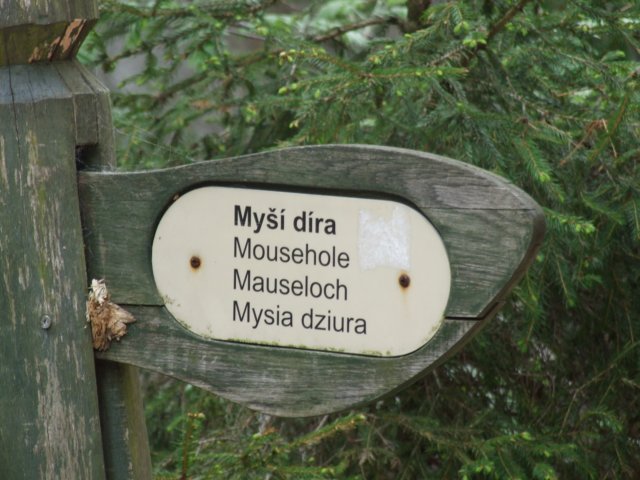 Myší díra
Mousehole
Mauseloch
Mysia dziura